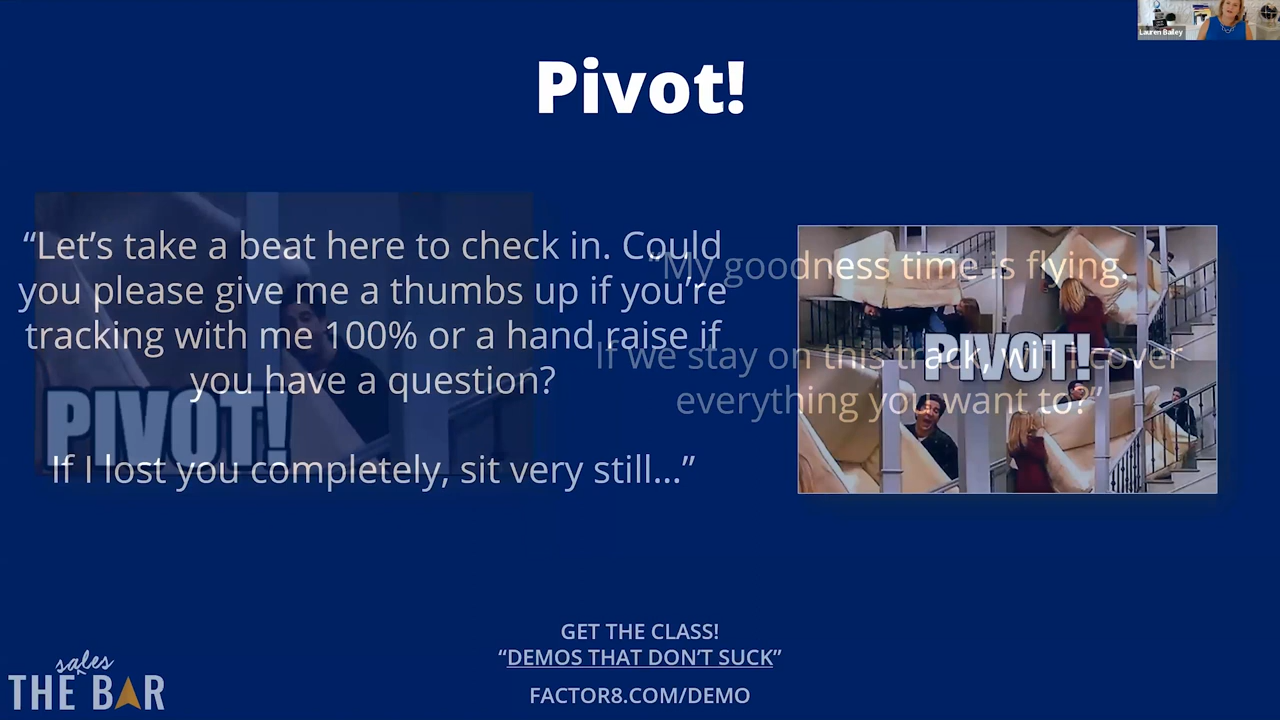 Lauren Bailey
Pivot!
“Let’s take a beat here to check in. Could
you please give me a thumbs up if you’re
tracking with me 100% or a hand raise if
you have a question?
If I lost you completely, sit very still...”
PIVOT!
“My goodness time is flying.
If we stay on this track, will I cover
everything you want to?”
PIVOT!
GET THE CLASS!
“DEMOS THAT DON’T SUCK”
FACTOR8.COM/DEMO
sales
THE BAR